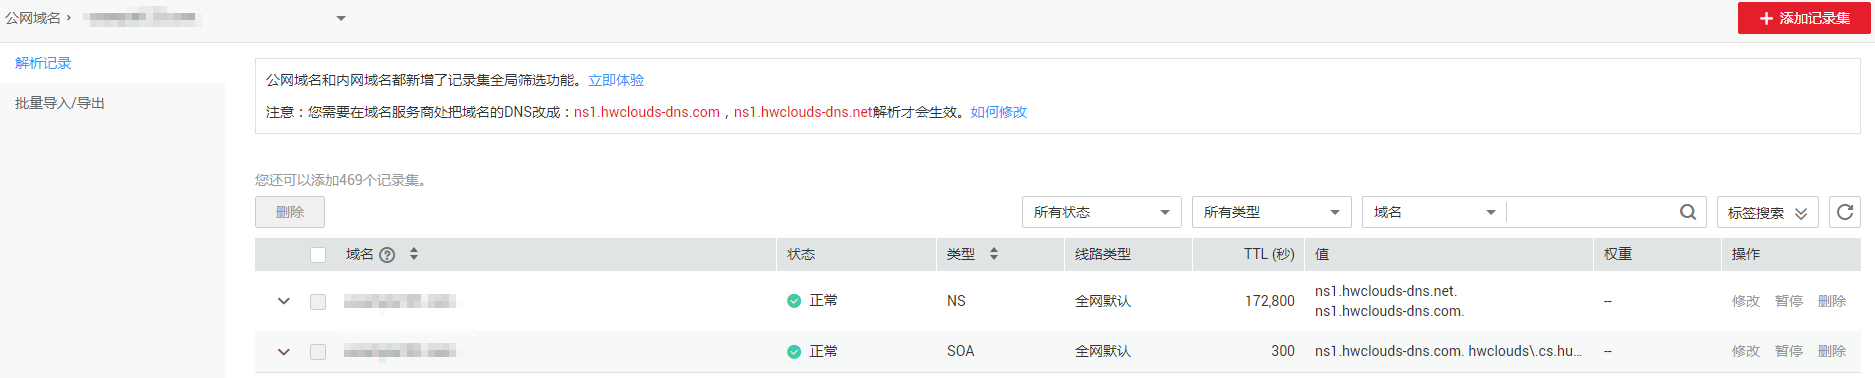 公网域名 ›
添加记录集
解析记录
批量导入/导出
公网域名和内网域名都新增了记录集全局筛选功能。立即体验
注意：您需要在域名服务商处把域名的DNS改成：ns1.hwclouds-dns.com，ns1.hwclouds-dns.net解析才会生效。如何修改
您还可以添加469个记录集。
删除 所有状态 所有类型 域名 标签搜索
域名 状态 类型 线路类型 TTL (秒) 值 权重 操作
正常 NS 全网默认 172,800 ns1.hwclouds-dns.net. -- 修改 暂停 删除
ns1.hwclouds-dns.com.
正常 SOA 全网默认 300 ns1.hwclouds-dns.com. hwclouds\.cs.hu... -- 修改 暂停 删除